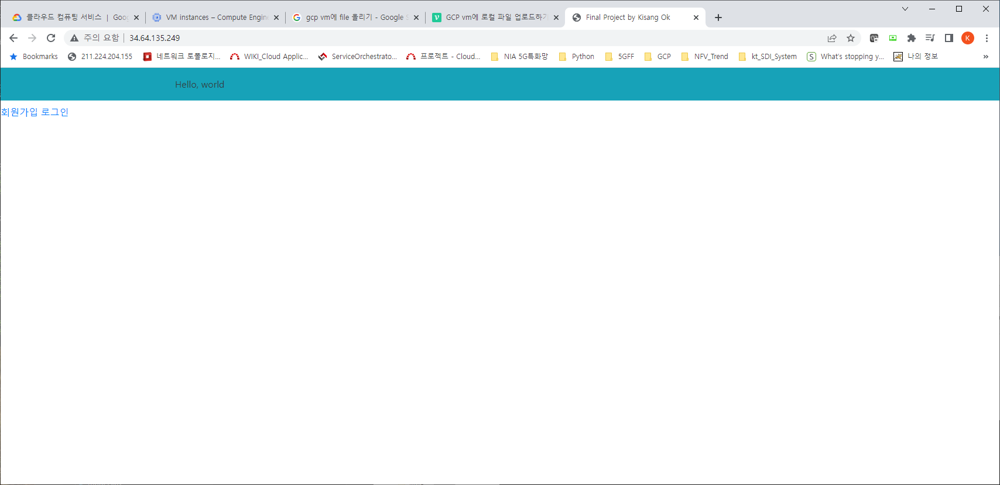 클라우드 컴퓨팅 서비스 | Goog
VM instances – Compute Engine
gcp vm에 file 올리기 - Google S
GCP vm에 로컬 파일 업로드하기
Final Project by Kisang Ok
주의 요함 | 34.64.135.249
K
Bookmarks
211.224.204.155
네트워크 토폴로지...
WIKI_Cloud Applic...
ServiceOrchestrato...
프로젝트 - Cloud...
NIA 5G특화망
Python
5GFF
GCP
NFV_Trend
kt_SDI_System
S What's stopping y...
나의 정보
»
Hello, world
회원가입 로그인